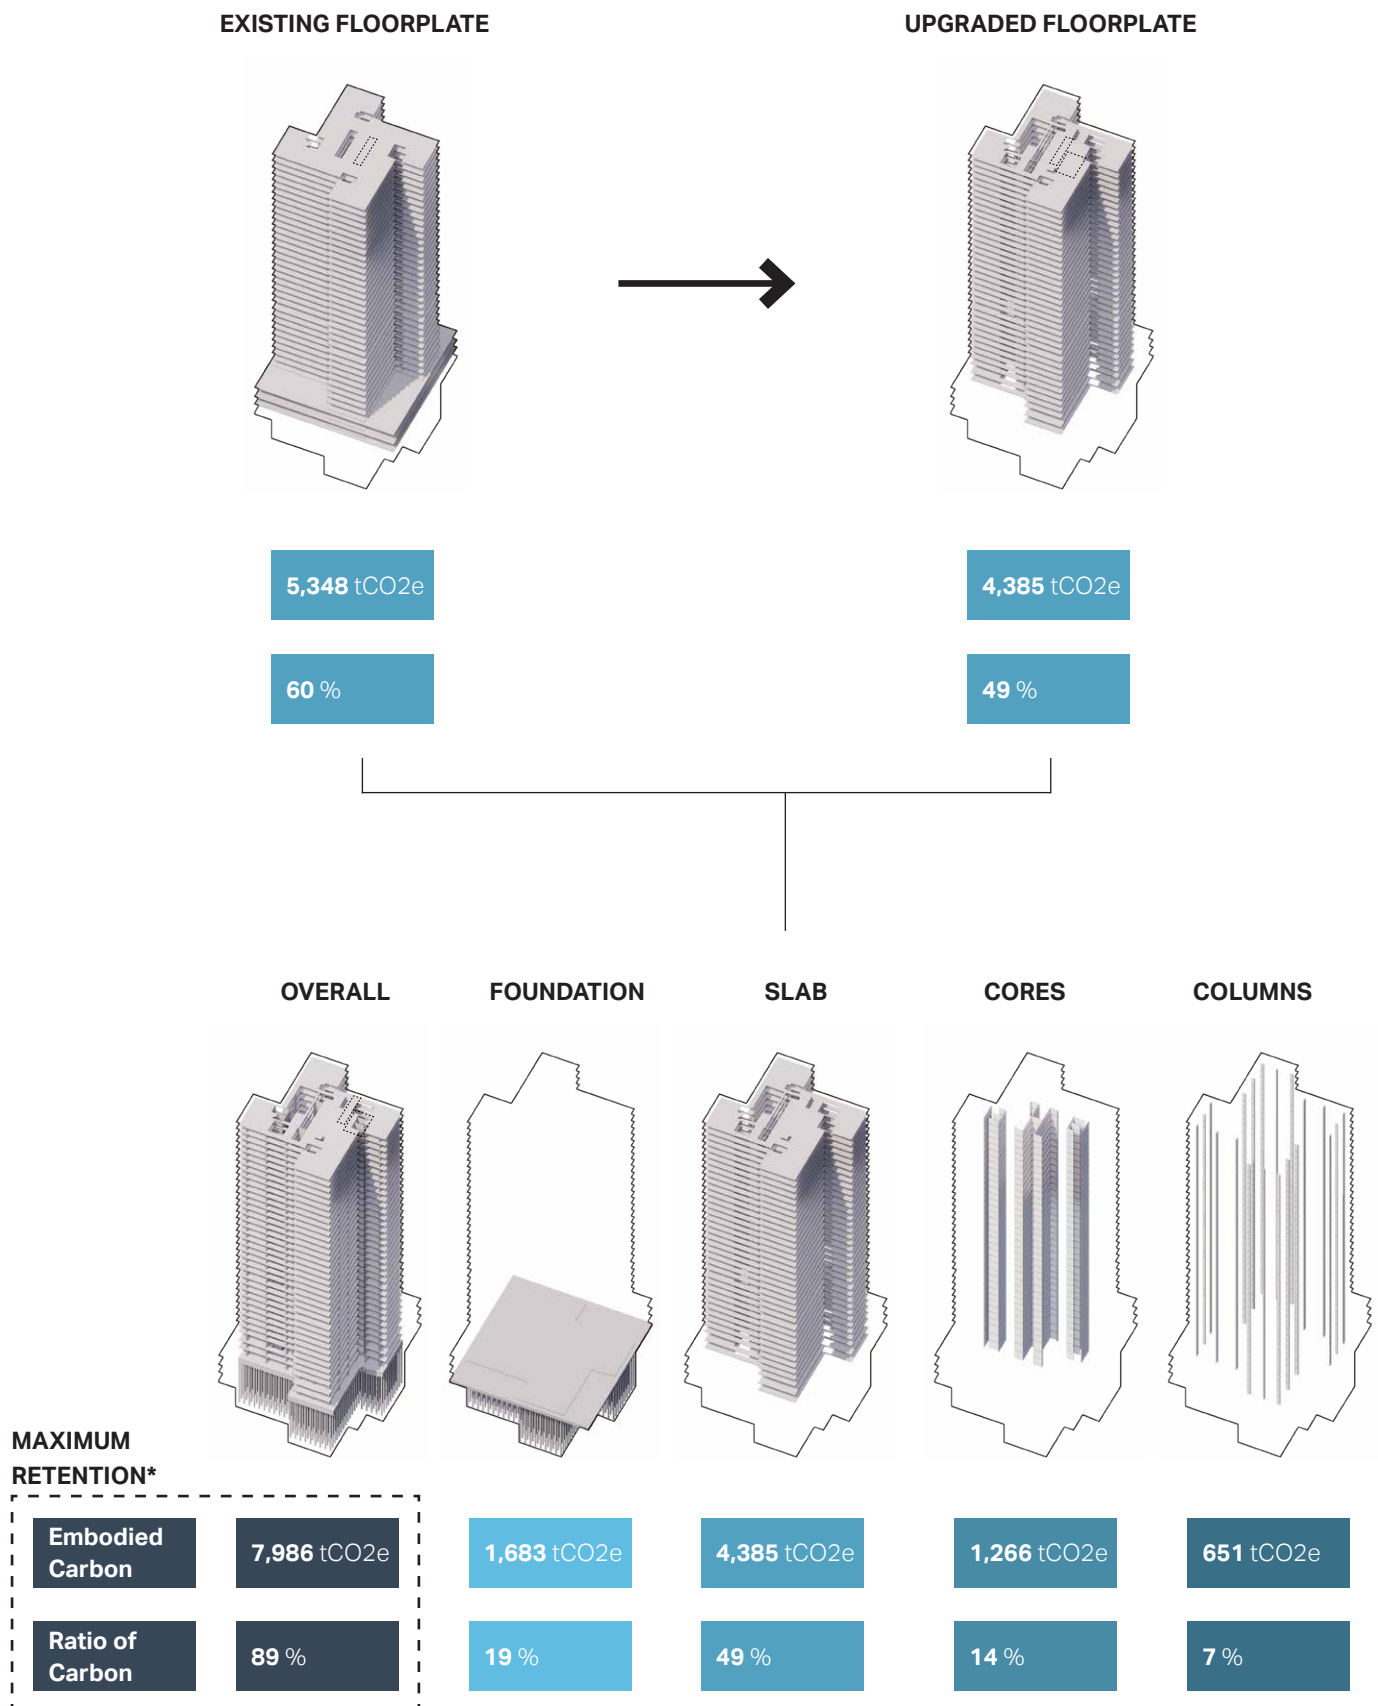 EXISTING FLOORPLATE
UPGRADED FLOORPLATE
5,348 tCO2e
4,385 tCO2e
60 %
49 %
OVERALL
FOUNDATION
SLAB
CORES
COLUMNS
MAXIMUM
RETENTION*
Embodied
Carbon
7,986 tCO2e
1,683 tCO2e
4,385 tCO2e
1,266 tCO2e
651 tCO2e
Ratio of
Carbon
89 %
19 %
49 %
14 %
7 %